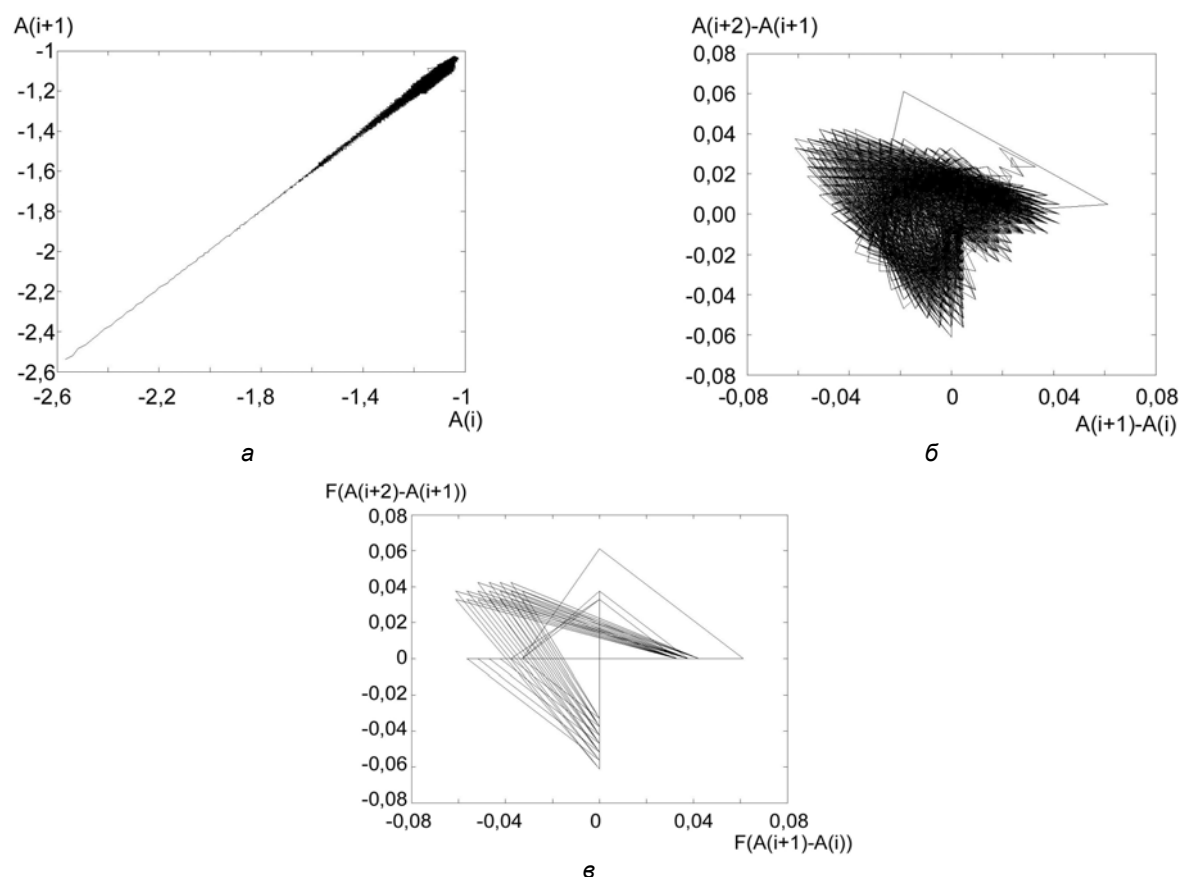 A(i+1)
-1
-1,2
-1,4
-1,6
-1,8
-2
-2,2
-2,4
-2,6
-2,6 -2,2 -1,8 -1,4 -1
A(i)
а
A(i+2)-A(i+1)
0,08
0,06
0,04
0,02
0,00
-0,02
-0,04
-0,06
-0,08
-0,08 -0,04 0 0,04 0,08
A(i+1)-A(i)
б
F(A(i+2)-A(i+1))
0,08
0,06
0,04
0,02
0
-0,02
-0,04
-0,06
-0,08
-0,08 -0,04 0 0,04 0,08
F(A(i+1)-A(i))
в